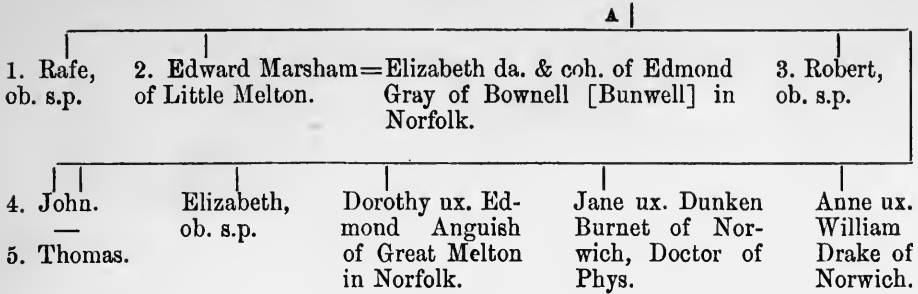 A
1. Rafe,
ob. s.p.
2. Edward Marsham=Elizabeth da. & coh. of Edmond
of Little Melton. Gray of Bownell [Bunwell] in
Norfolk.
3. Robert,
ob. s.p.
4. John.
—
5. Thomas.
Elizabeth,
ob. s.p.
Dorothy ux. Ed-
mond Anguish
of Great Melton
in Norfolk.
Jane ux. Dunken
Burnet of Nor-
wich, Doctor of
Phys.
Anne ux.
William
Drake of
Norwich.